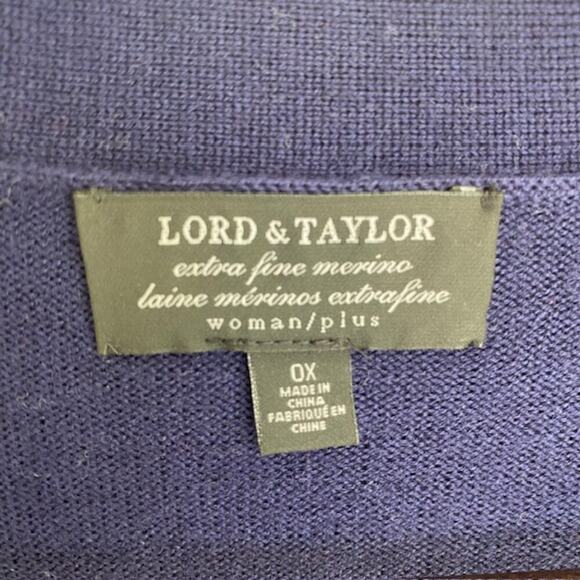 LORD & TAYLOR
extra fine merino
laine mérinos extrafine
woman/plus
0X
MADE IN
CHINA
FABRIQUÉ EN
CHINE